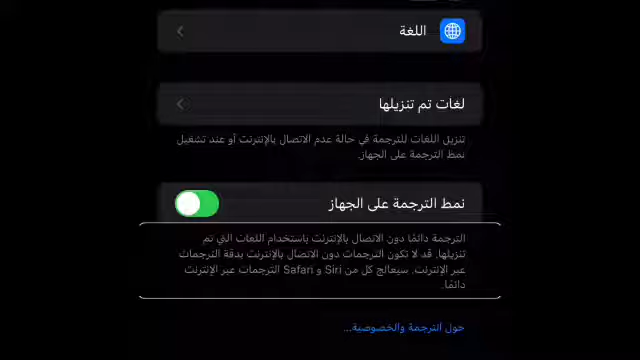 اللغة
لغات تم تنزيلها
تنزيل اللغات للترجمة في حالة عدم الاتصال بالإنترنت أو عند تشغيل
نمط الترجمة على الجهاز.
نمط الترجمة على الجهاز
الترجمة دائمًا دون الاتصال بالإنترنت باستخدام اللغات التي تم
تنزيلها. قد لا تكون الترجمات دون الاتصال بالإنترنت بدقة الترجمات
عبر الإنترنت. سيعالج كل من Siri و Safari الترجمات عبر الإنترنت
دائمًا.
حول الترجمة والخصوصية...